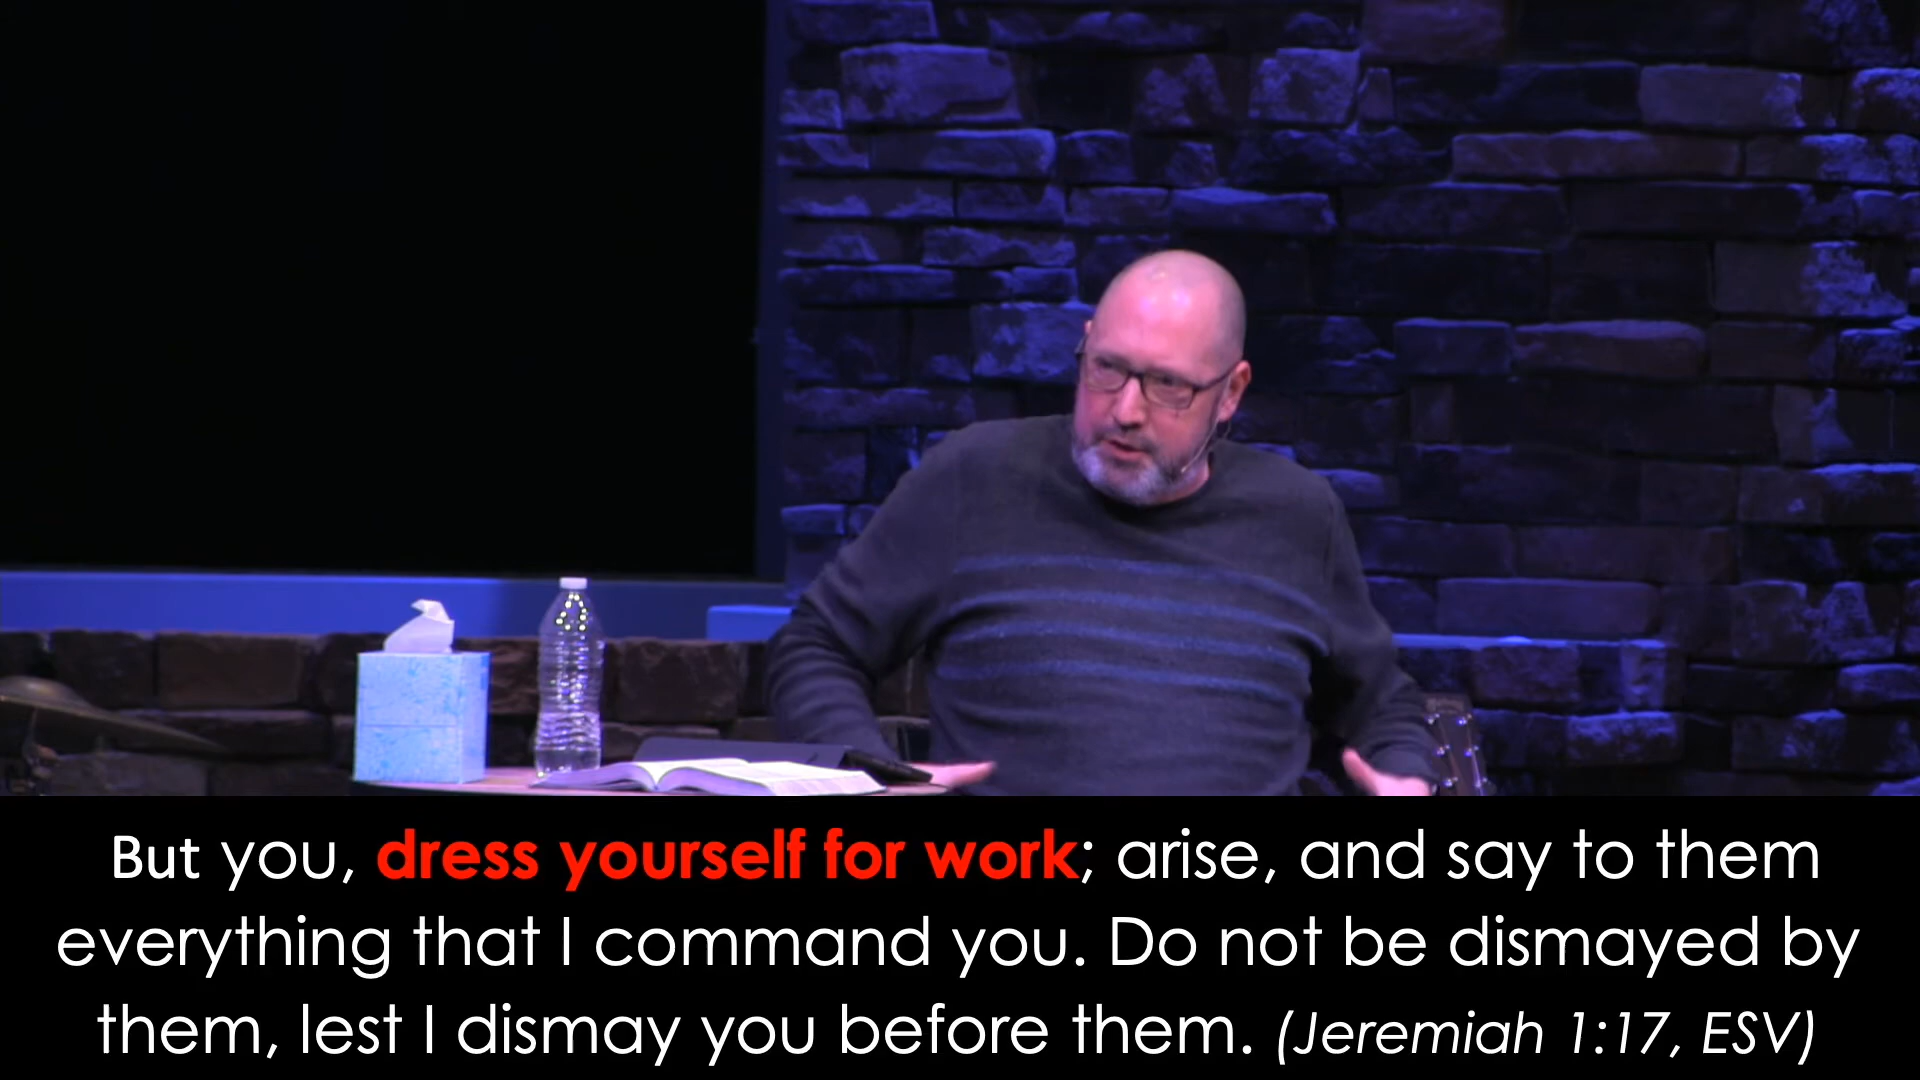 But you, dress yourself for work; arise, and say to them
everything that I command you. Do not be dismayed by
them, lest I dismay you before them. (Jeremiah 1:17, ESV)